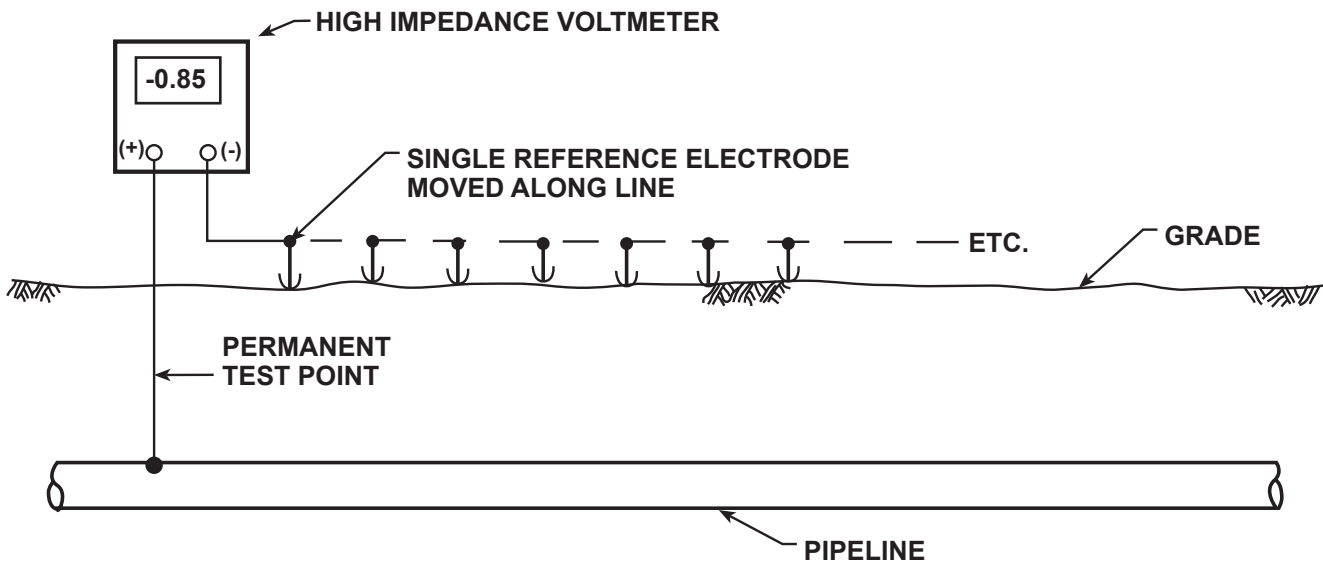 HIGH IMPEDANCE VOLTMETER
-0.85
(+)
(-)
SINGLE REFERENCE ELECTRODE
MOVED ALONG LINE
ETC.
GRADE
PERMANENT
TEST POINT
PIPELINE